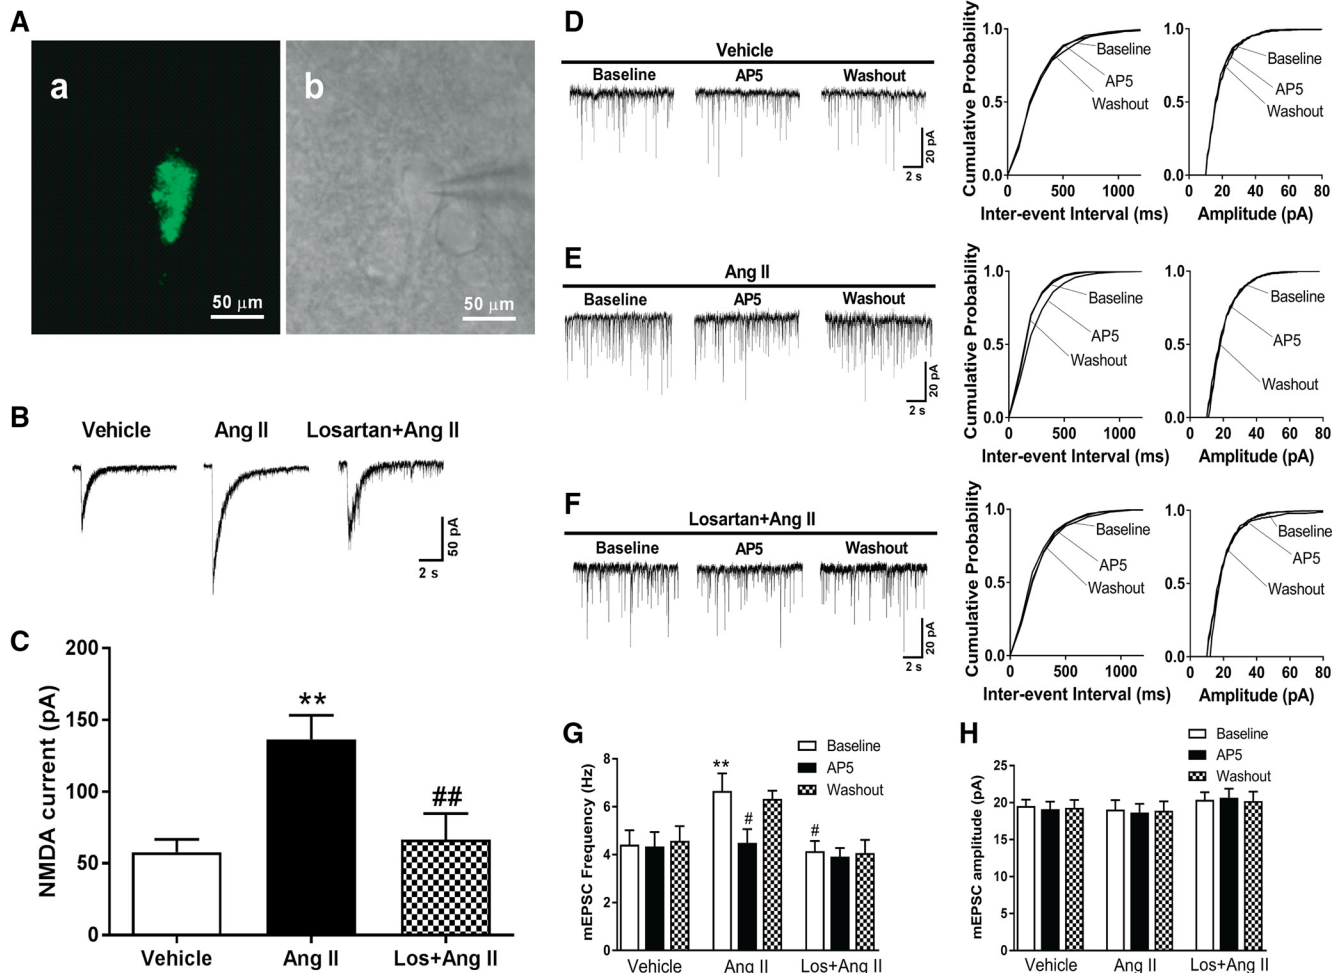 A
a
50 µm
b
50 µm
B
Vehicle
Ang II
Losartan+Ang II
50 pA
2 s
C
NMDA current (pA)
200
150
100
50
0
**
##
Vehicle
Ang II
Los+Ang II
D
Vehicle
Baseline
AP5
Washout
20 pA
2 s
Cumulative Probability
1.0
0.5
0.0
Baseline
AP5
Washout
0
500
1000
Inter-event Interval (ms)
1.0
0.5
0.0
Baseline
AP5
Washout
0
20
40
60
80
Amplitude (pA)
E
Ang II
Baseline
AP5
Washout
20 pA
2 s
Cumulative Probability
1.0
0.5
0.0
Baseline
AP5
Washout
0
500
1000
Inter-event Interval (ms)
1.0
0.5
0.0
Baseline
AP5
Washout
0
20
40
60
80
Amplitude (pA)
F
Losartan+Ang II
Baseline
AP5
Washout
20 pA
2 s
Cumulative Probability
1.0
0.5
0.0
Baseline
AP5
Washout
0
500
1000
Inter-event Interval (ms)
1.0
0.5
0.0
Baseline
AP5
Washout
0
20
40
60
80
Amplitude (pA)
G
Baseline
AP5
Washout
mEPSC Frequency (Hz)
8
6
4
2
0
**
#
#
Vehicle
Ang II
Los+Ang II
H
Baseline
AP5
Washout
mEPSC amplitude (pA)
25
20
15
10
5
0
Vehicle
Ang II
Los+Ang II